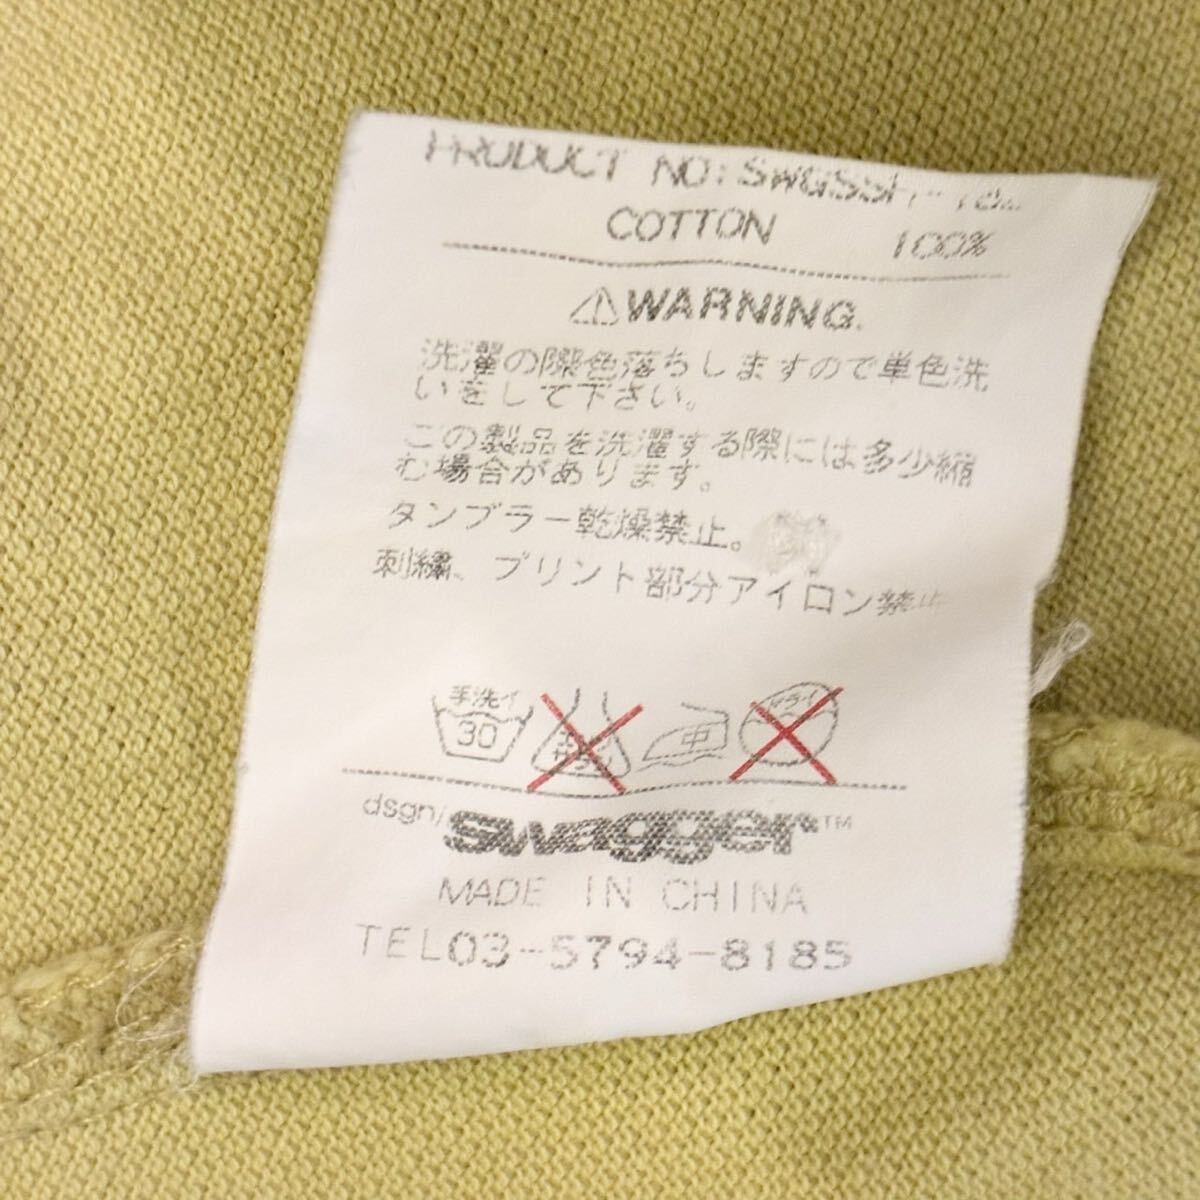 PRODUCT NO:
COTTON 100%
WARNING.
洗濯の際色落ちしますので単色洗
いをして下さい。
この製品を洗濯する際には多少縮
む場合があります。
タンブラー乾燥禁止。
刺繍、プリント部分アイロン禁止
手洗イ 30 中 ドライ
dsgn/swagger™
MADE IN CHINA
TEL03-5794-8185